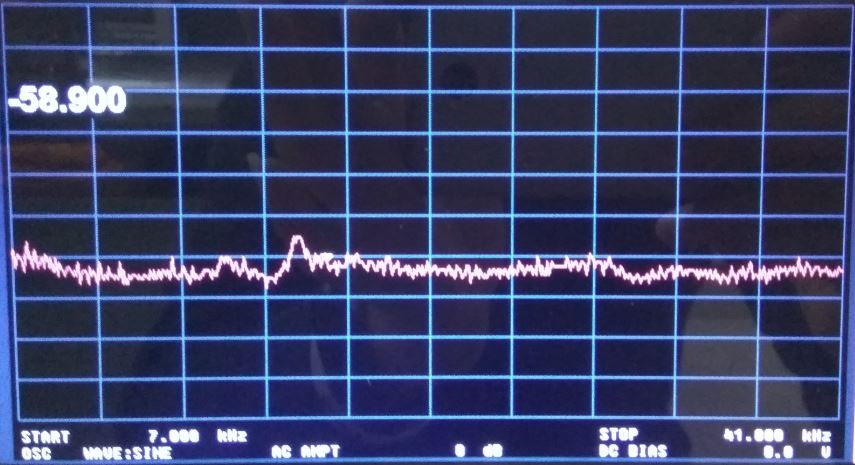 -58.900
START 7.000 kHz STOP 41.000 kHz
OSC WAVE:SINE AC AMPT 0 dB DC BIAS 0.0 V